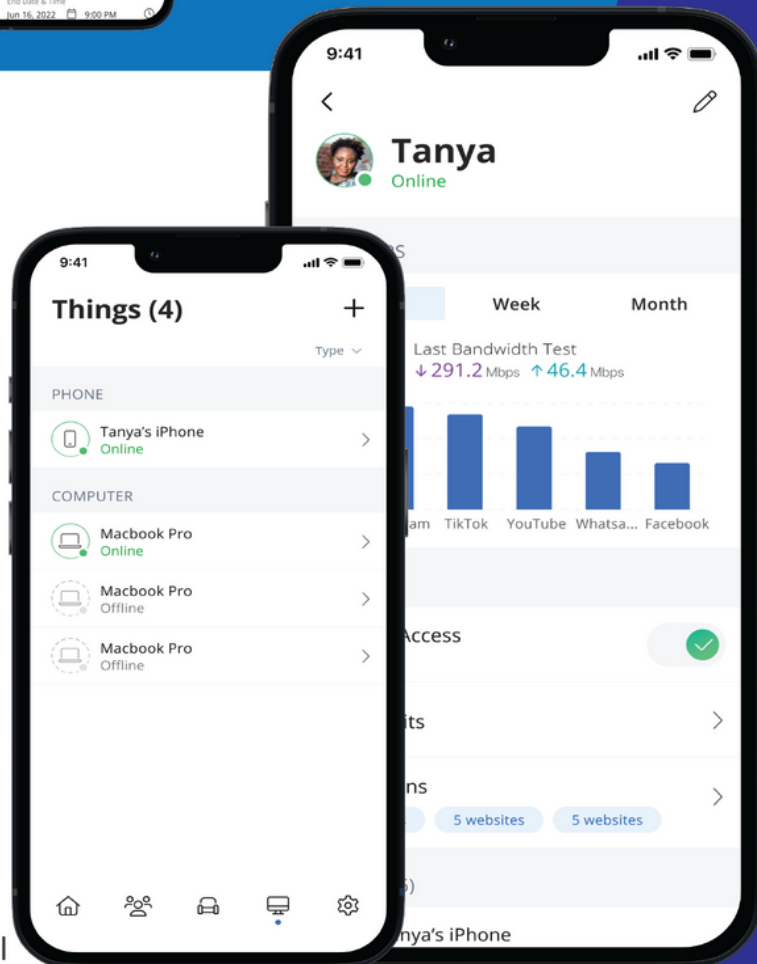 End Date & Time
Jun 16, 2022 9:00 PM
9:41
Tanya
Online
Week Month
Last Bandwidth Test
↓291.2 Mbps ↑46.4 Mbps
am TikTok YouTube Whatsa... Facebook
Access
its
ns
5 websites 5 websites
nya's iPhone
9:41
Things (4)
Type
PHONE
Tanya's iPhone
Online
COMPUTER
Macbook Pro
Online
Macbook Pro
Offline
Macbook Pro
Offline